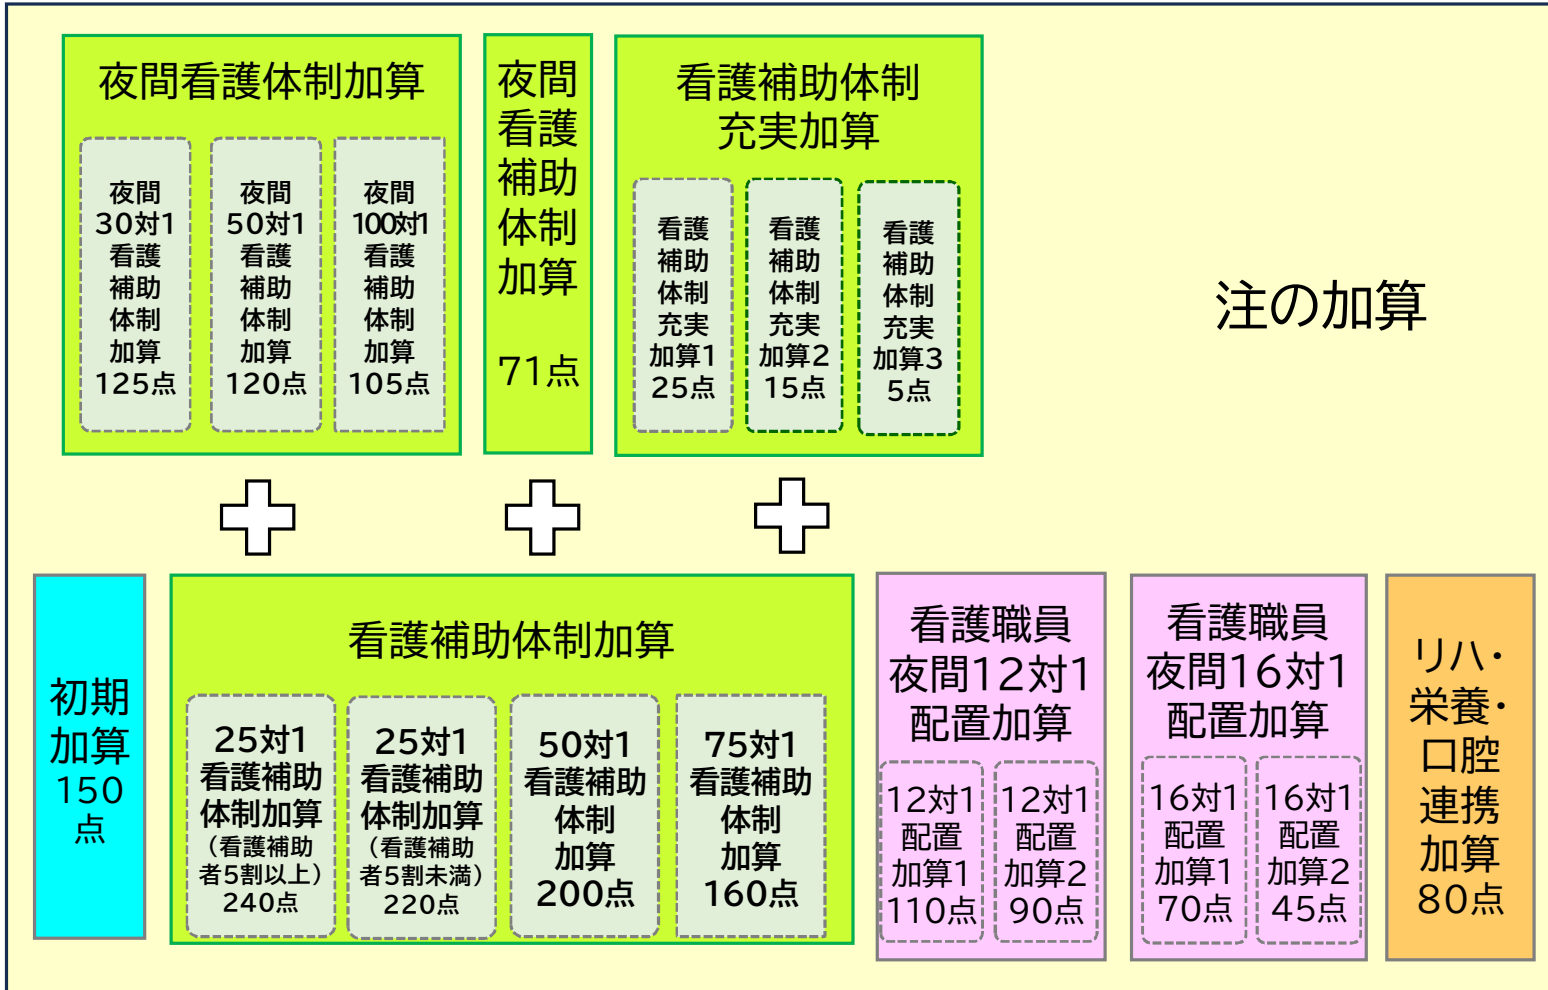 夜間看護体制加算
夜間
30対1
看護
補助
体制
加算
125点
夜間
50対1
看護
補助
体制
加算
120点
夜間
100対1
看護
補助
体制
加算
105点
夜間
看護
補助
体制
加算
71点
看護補助体制
充実加算
看護
補助
体制
充実
加算1
25点
看護
補助
体制
充実
加算2
15点
看護
補助
体制
充実
加算3
5点
注の加算
初期
加算
150
点
看護補助体制加算
25対1
看護補助
体制加算
（看護補助
者5割以上）
240点
25対1
看護補助
体制加算
（看護補助
者5割未満）
220点
50対1
看護補助
体制
加算
200点
75対1
看護補助
体制
加算
160点
看護職員
夜間12対1
配置加算
12対1
配置
加算1
110点
12対1
配置
加算2
90点
看護職員
夜間16対1
配置加算
16対1
配置
加算1
70点
16対1
配置
加算2
45点
リハ・
栄養・
口腔
連携
加算
80点